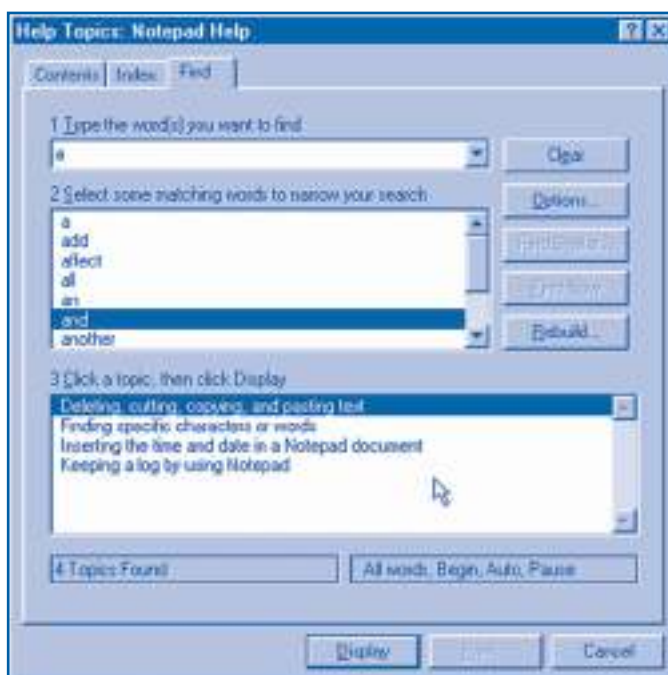 Help Topics: Notepad Help
Contents Index Find
1 Type the word(s) you want to find
a
Clear
2 Select some matching words to narrow your search
Options...
a
add
affect
all
an
and
another
Rebuild...
3 Click a topic, then click Display
Deleting, cutting, copying, and pasting text
Finding specific characters or words
Inserting the time and date in a Notepad document
Keeping a log by using Notepad
4 Topics Found
All words, Begin, Auto, Pause
Display
Cancel